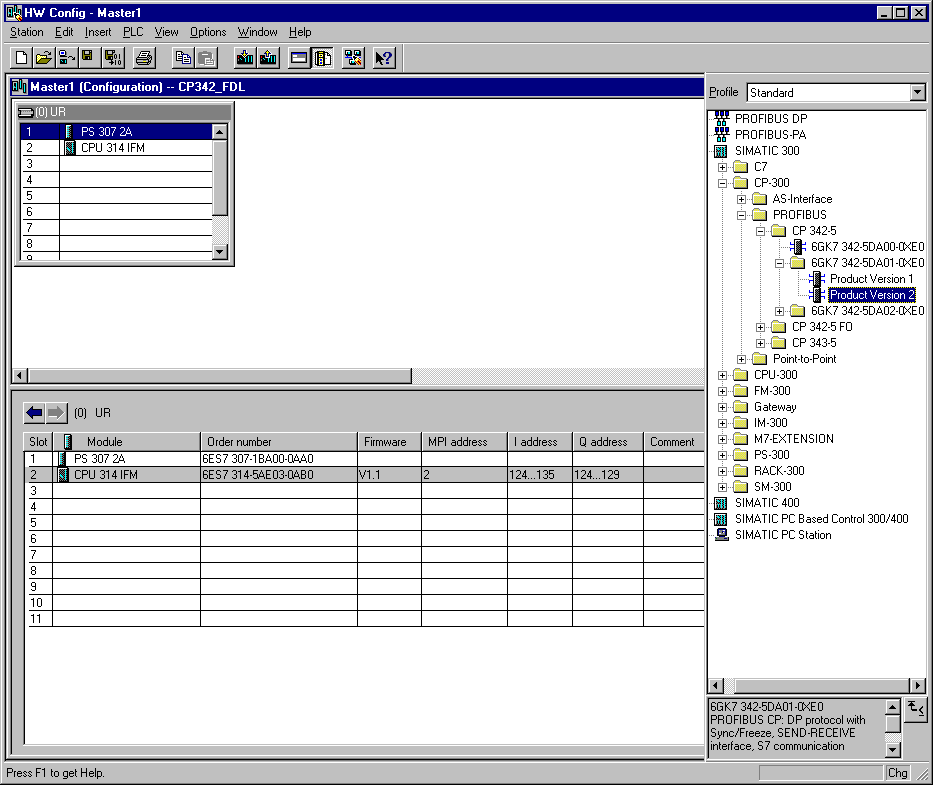 HW Config - Master1
Station Edit Insert PLC View Options Window Help
Master1 (Configuration) -- CP342_FDL
(0) UR
1 PS 307 2A
2 CPU 314 IFM
3
4
5
6
7
8
9
(0) UR
Slot Module Order number Firmware MPI address I address Q address Comment
1 PS 307 2A 6ES7 307-1BA00-0AA0
2 CPU 314 IFM 6ES7 314-5AE03-0AB0 V1.1 2 124...135 124...129
3
4
5
6
7
8
9
10
11
Profile Standard
PROFIBUS DP
PROFIBUS-PA
SIMATIC 300
C7
CP-300
AS-Interface
PROFIBUS
CP 342-5
6GK7 342-5DA00-0XE0
6GK7 342-5DA01-0XE0
Product Version 1
Product Version 2
6GK7 342-5DA02-0XE0
CP 342-5 FO
CP 343-5
Point-to-Point
CPU-300
FM-300
Gateway
IM-300
M7-EXTENSION
PS-300
RACK-300
SM-300
SIMATIC 400
SIMATIC PC Based Control 300/400
SIMATIC PC Station
6GK7 342-5DA01-0XE0
PROFIBUS CP: DP protocol with
Sync/Freeze, SEND-RECEIVE
interface, S7 communication
Press F1 to get Help.
Chg